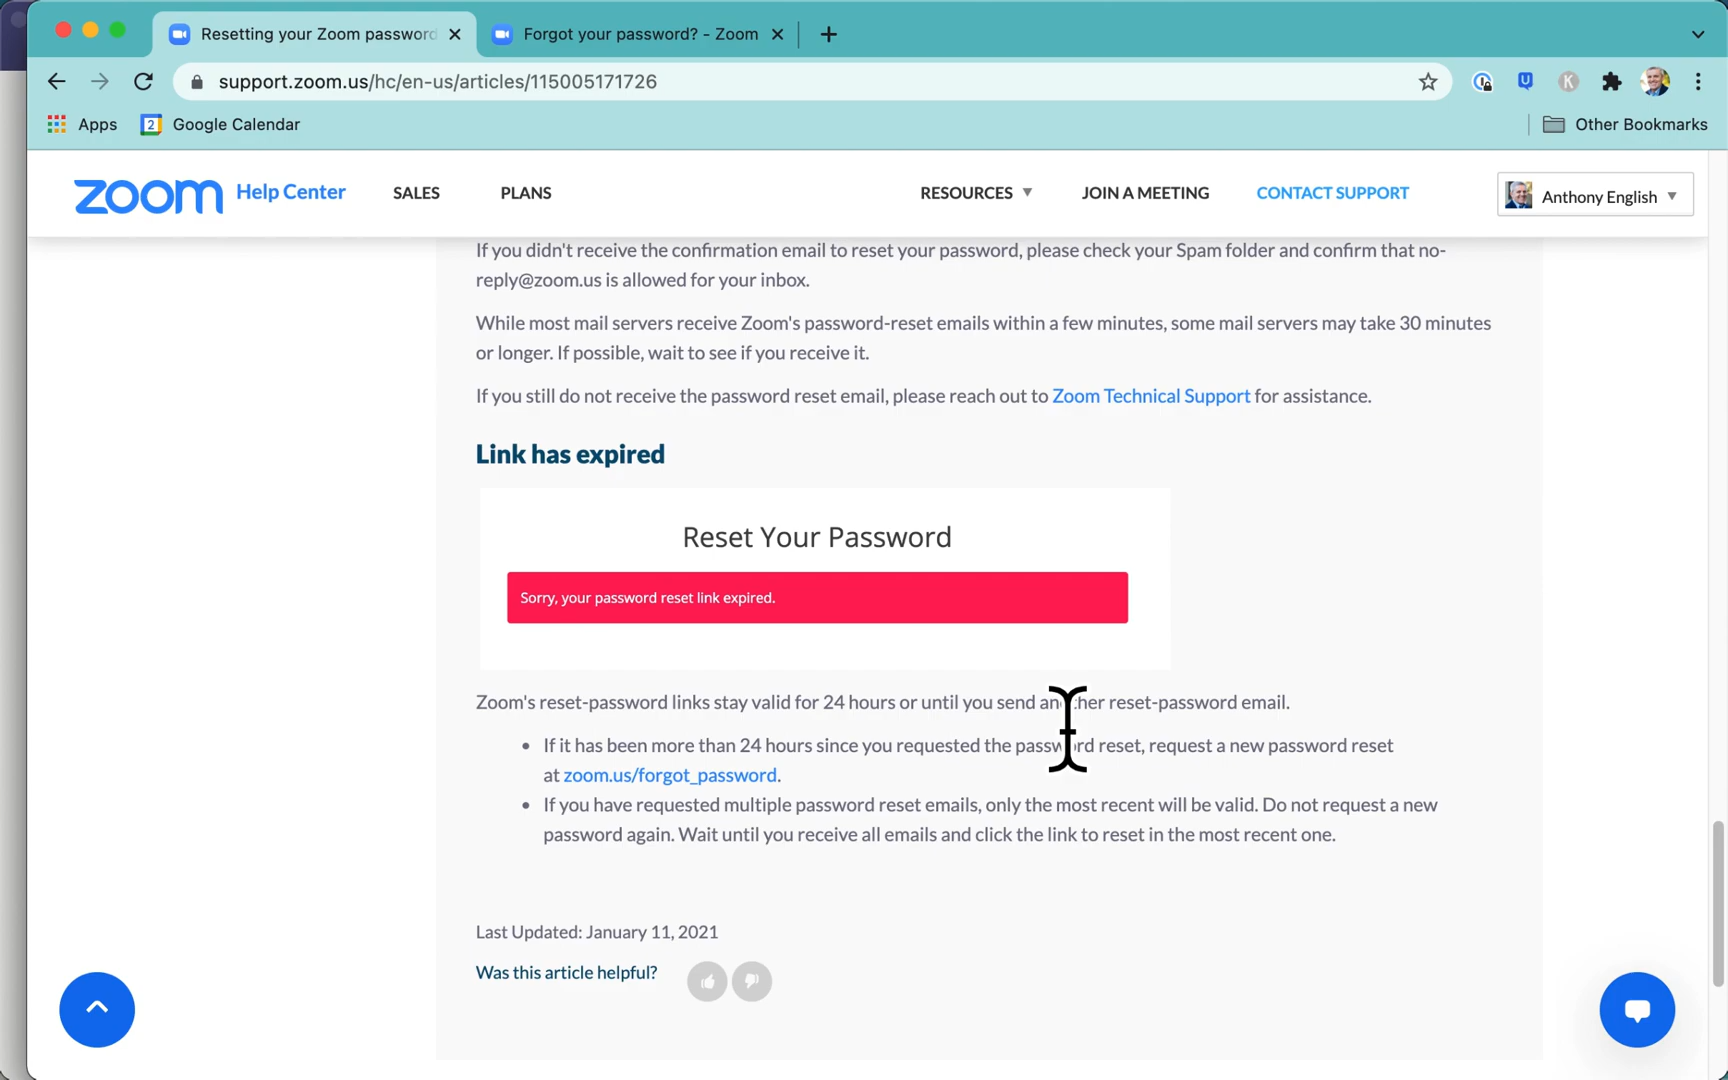 Resetting your Zoom password
Forgot your password? - Zoom
support.zoom.us/hc/en-us/articles/115005171726
K
Apps
2
Google Calendar
Other Bookmarks
zoom Help Center
SALES
PLANS
RESOURCES
JOIN A MEETING
CONTACT SUPPORT
Anthony English
If you didn't receive the confirmation email to reset your password, please check your Spam folder and confirm that no-
reply@zoom.us is allowed for your inbox.
While most mail servers receive Zoom's password-reset emails within a few minutes, some mail servers may take 30 minutes
or longer. If possible, wait to see if you receive it.
If you still do not receive the password reset email, please reach out to Zoom Technical Support for assistance.
Link has expired
Reset Your Password
Sorry, your password reset link expired.
Zoom's reset-password links stay valid for 24 hours or until you send another reset-password email.
• If it has been more than 24 hours since you requested the password reset, request a new password reset
at zoom.us/forgot_password.
• If you have requested multiple password reset emails, only the most recent will be valid. Do not request a new
password again. Wait until you receive all emails and click the link to reset in the most recent one.
Last Updated: January 11, 2021
Was this article helpful?